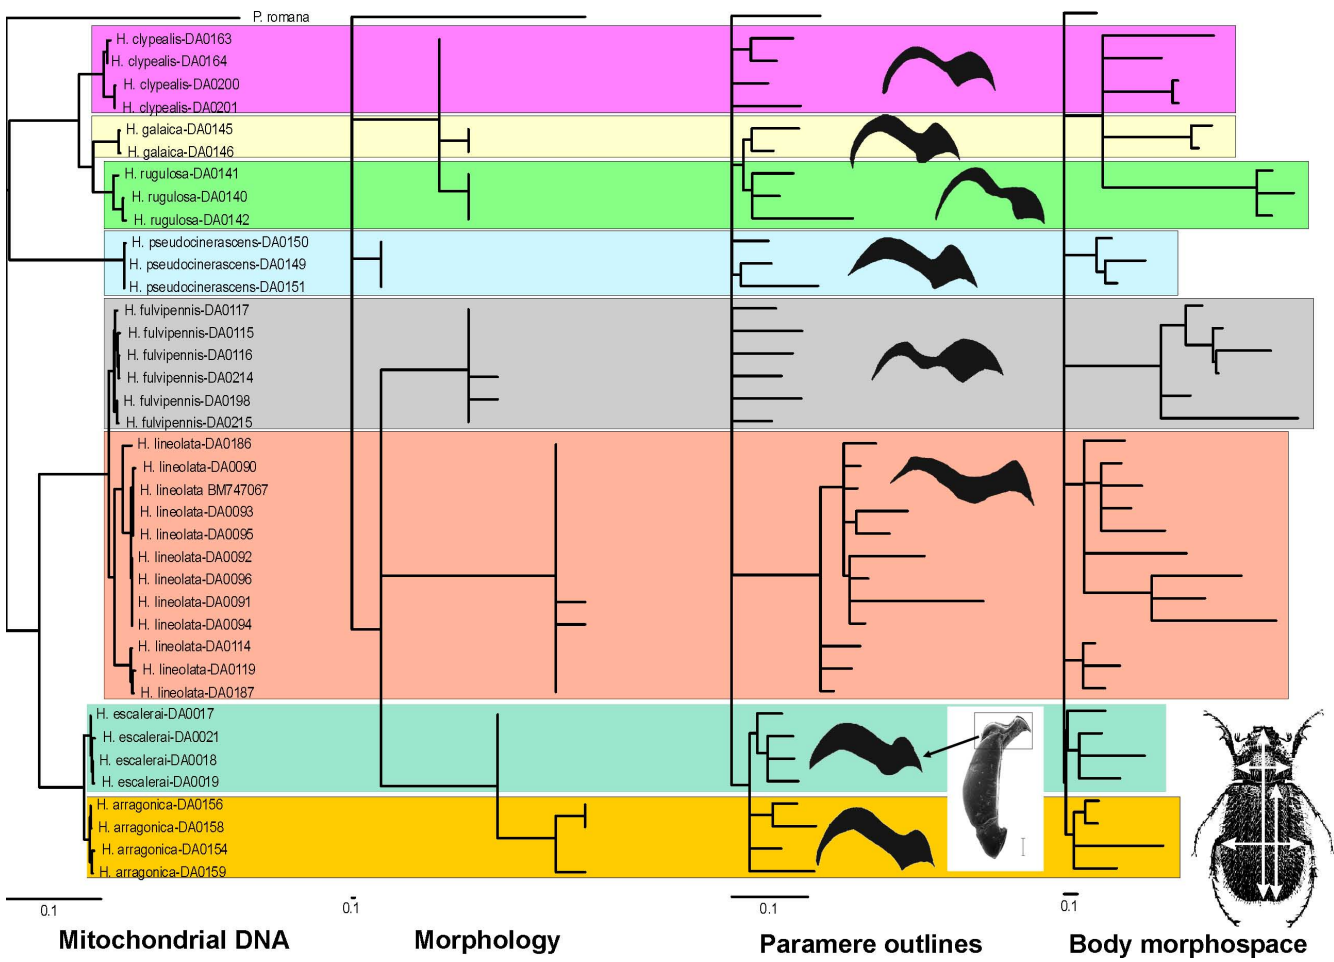 P. romana
H. clypealis-DA0163
H. clypealis-DA0164
H. clypealis-DA0200
H. clypealis-DA0201
H. galaica-DA0145
H. galaica-DA0146
H. rugulosa-DA0141
H. rugulosa-DA0140
H. rugulosa-DA0142
H. pseudocinerascens-DA0150
H. pseudocinerascens-DA0149
H. pseudocinerascens-DA0151
H. fulvipennis-DA0117
H. fulvipennis-DA0115
H. fulvipennis-DA0116
H. fulvipennis-DA0214
H. fulvipennis-DA0198
H. fulvipennis-DA0215
H. lineolata-DA0186
H. lineolata-DA0090
H. lineolata BM747067
H. lineolata-DA0093
H. lineolata-DA0095
H. lineolata-DA0092
H. lineolata-DA0096
H. lineolata-DA0091
H. lineolata-DA0094
H. lineolata-DA0114
H. lineolata-DA0119
H. lineolata-DA0187
H. escalerai-DA0017
H. escalerai-DA0021
H. escalerai-DA0018
H. escalerai-DA0019
H. arragonica-DA0156
H. arragonica-DA0158
H. arragonica-DA0154
H. arragonica-DA0159
0.1 0.1 0.1 0.1
Mitochondrial DNA Morphology Paramere outlines Body morphospace